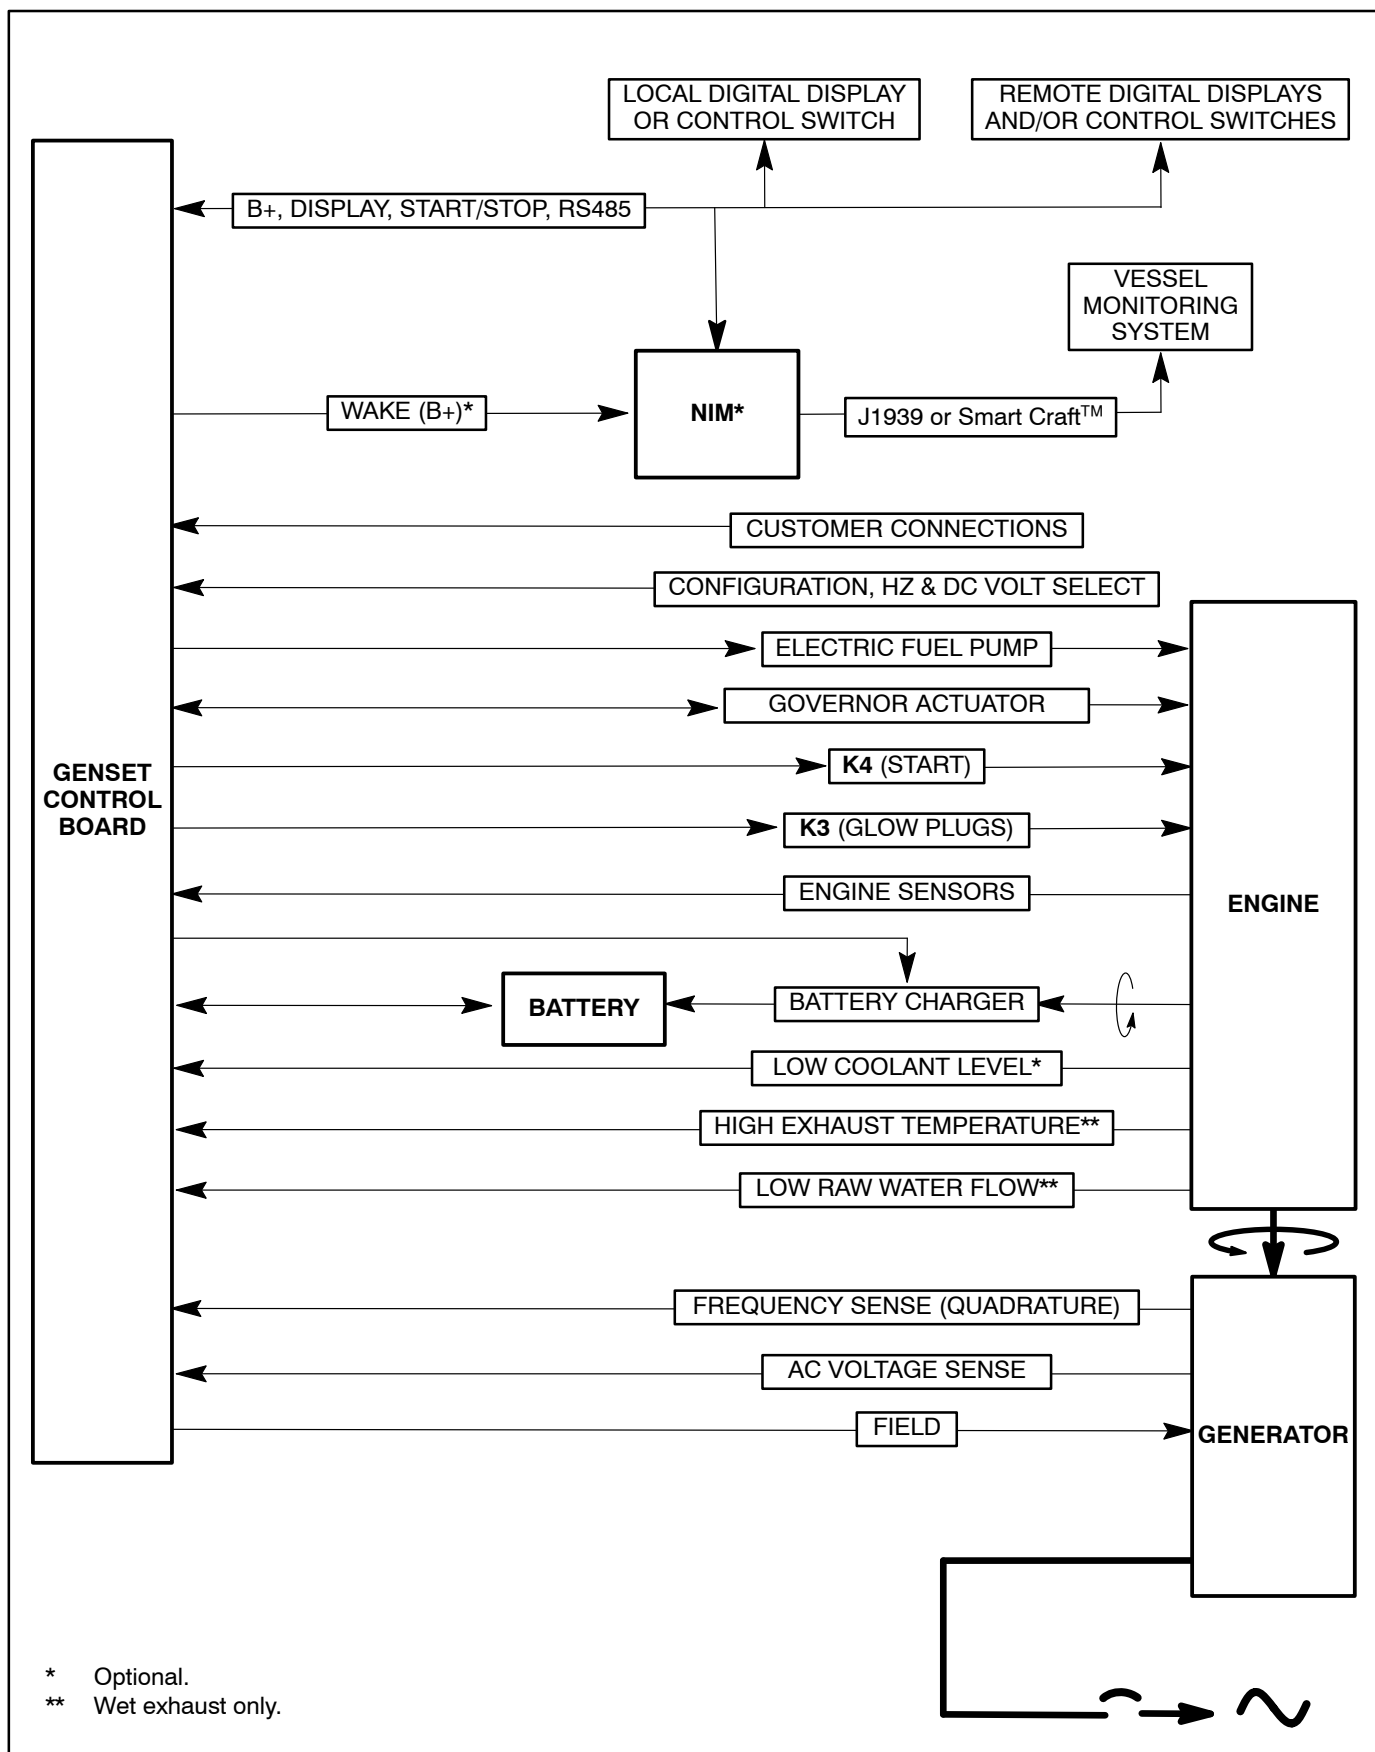 LOCAL DIGITAL DISPLAY
OR CONTROL SWITCH
REMOTE DIGITAL DISPLAYS
AND/OR CONTROL SWITCHES
B+, DISPLAY, START/STOP, RS485
VESSEL
MONITORING
SYSTEM
WAKE (B+)*
NIM*
J1939 or Smart Craft™
CUSTOMER CONNECTIONS
CONFIGURATION, HZ & DC VOLT SELECT
ELECTRIC FUEL PUMP
GOVERNOR ACTUATOR
K4 (START)
GENSET
CONTROL
BOARD
K3 (GLOW PLUGS)
ENGINE SENSORS
ENGINE
BATTERY
BATTERY CHARGER
LOW COOLANT LEVEL*
HIGH EXHAUST TEMPERATURE**
LOW RAW WATER FLOW**
FREQUENCY SENSE (QUADRATURE)
AC VOLTAGE SENSE
FIELD
GENERATOR
* Optional.
** Wet exhaust only.